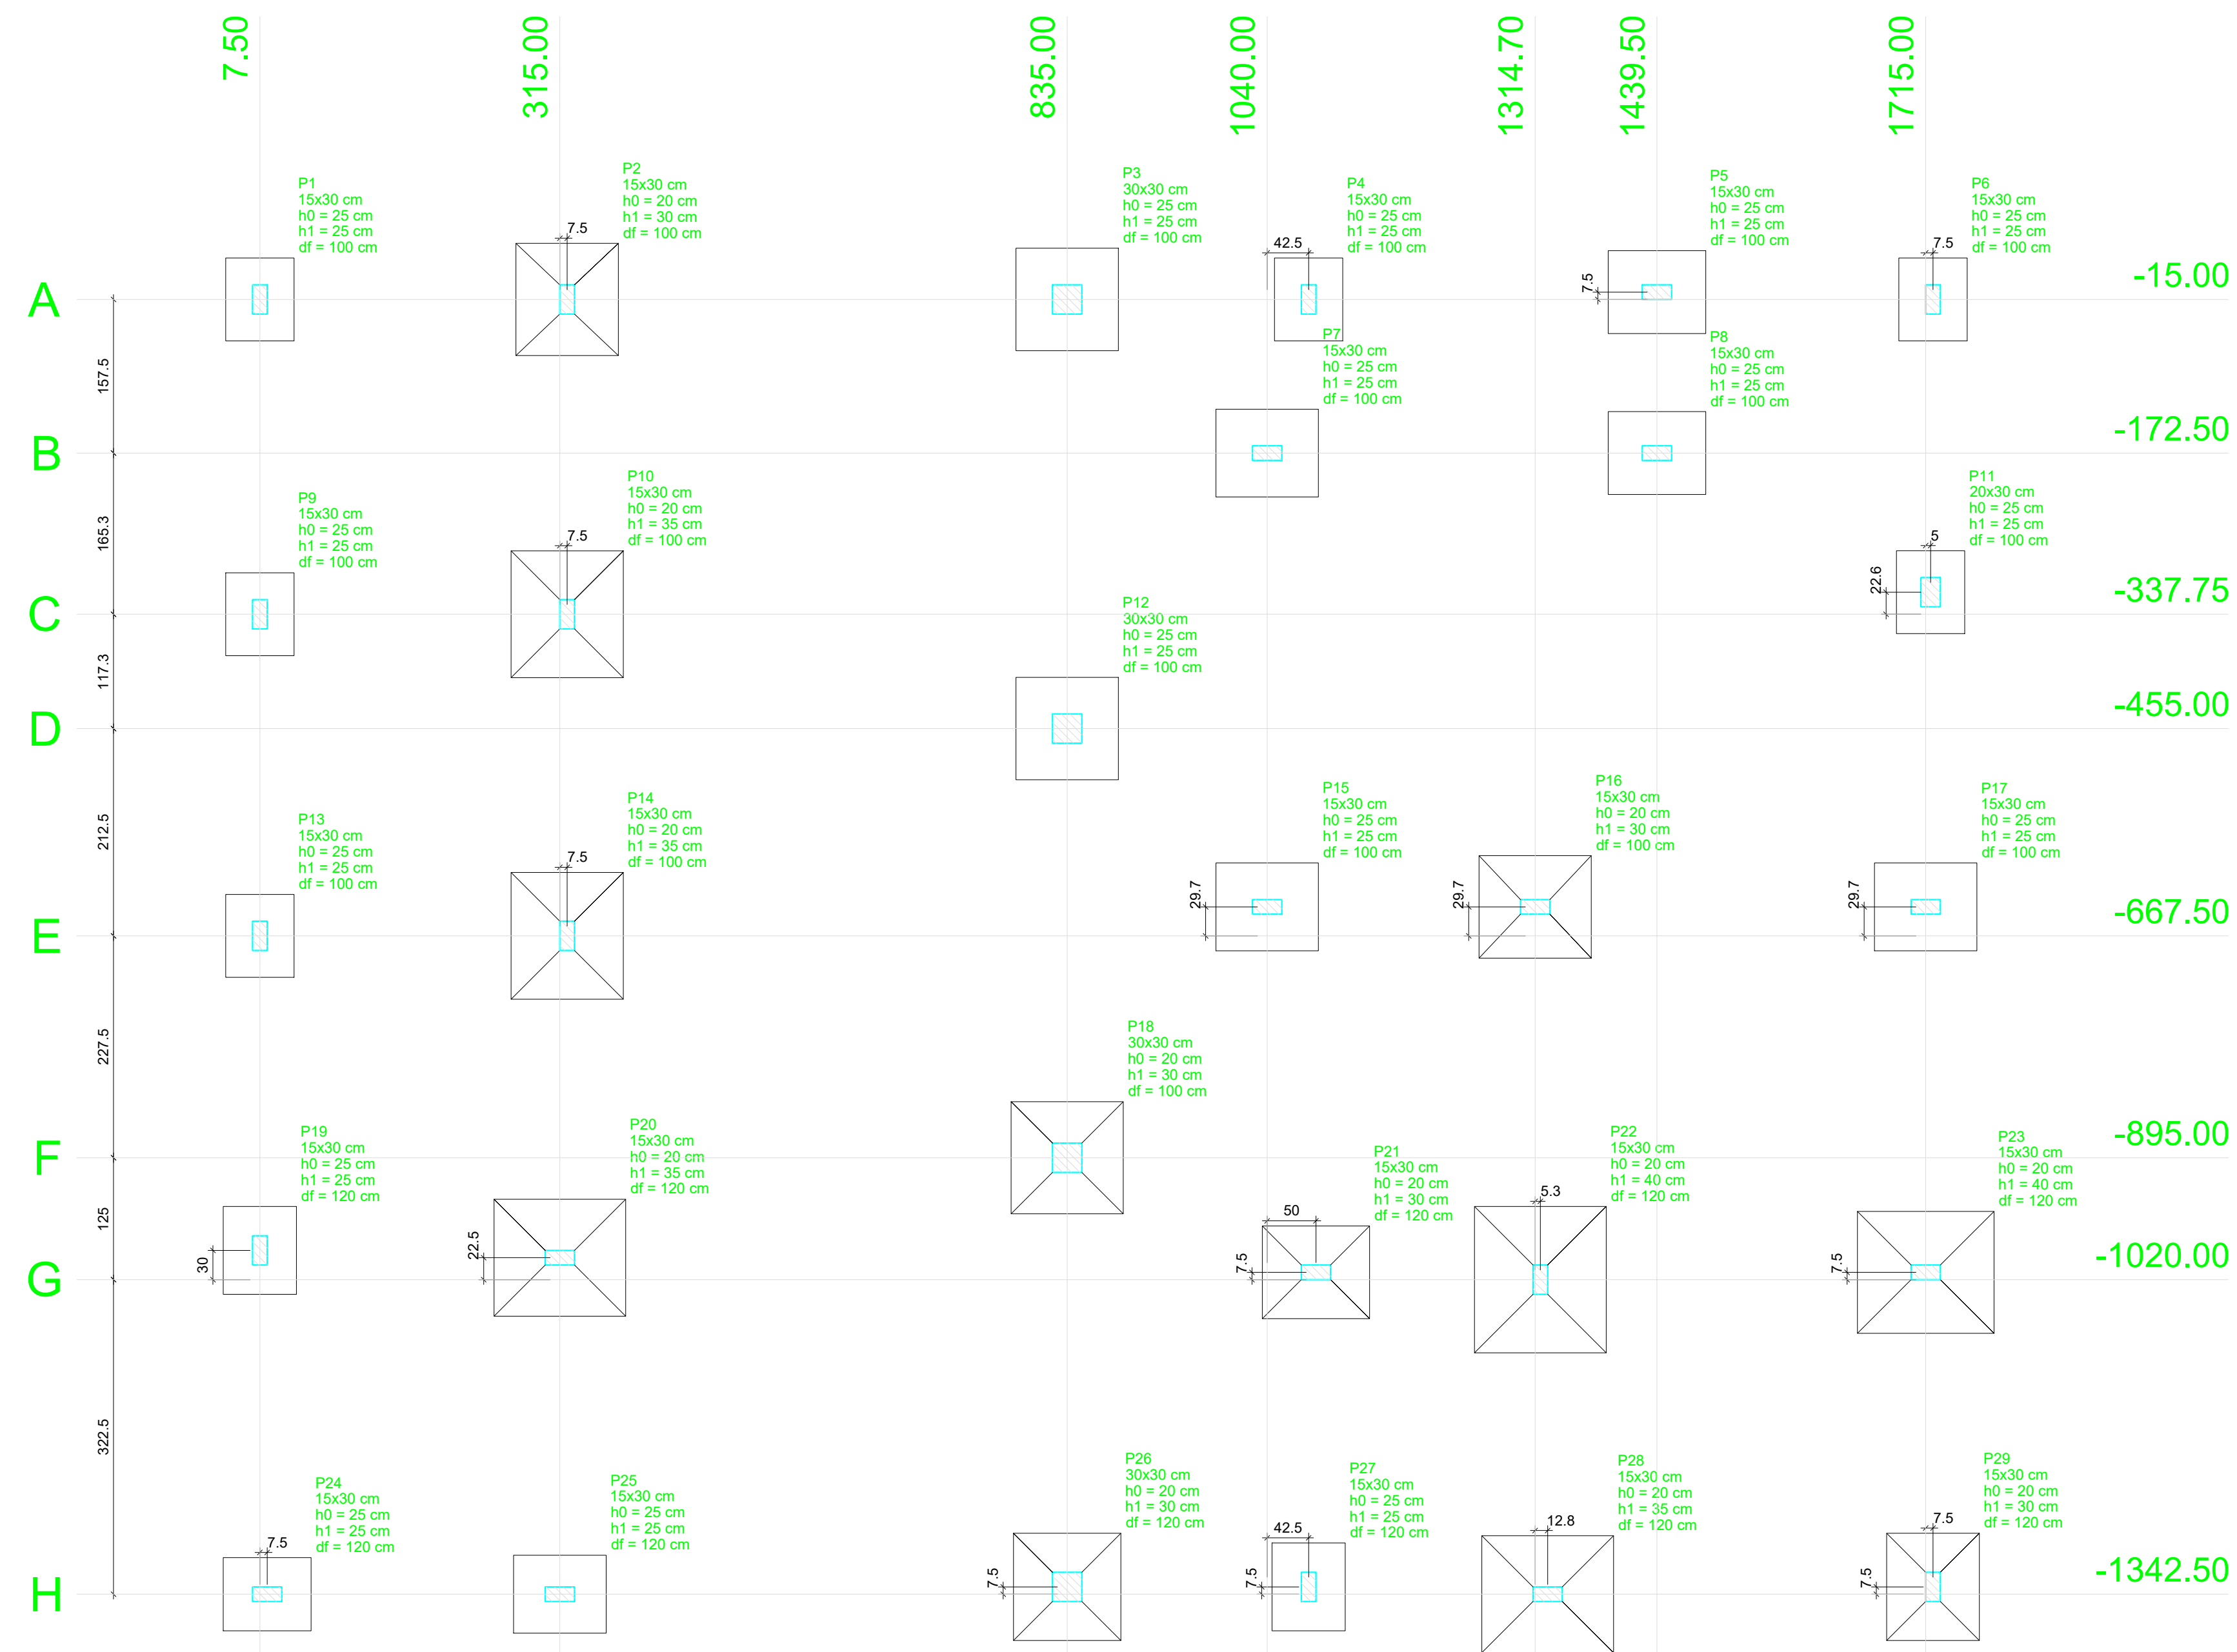 7.50
315.00
835.00
1040.00
1314.70
1439.50
1715.00
P1
15x30 cm
h0 = 25 cm
h1 = 25 cm
df = 100 cm
P2
15x30 cm
h0 = 20 cm
h1 = 30 cm
df = 100 cm
7.5
P3
30x30 cm
h0 = 25 cm
h1 = 25 cm
df = 100 cm
P4
15x30 cm
h0 = 25 cm
h1 = 25 cm
df = 100 cm
42.5
P5
15x30 cm
h0 = 25 cm
h1 = 25 cm
df = 100 cm
7.5
P6
15x30 cm
h0 = 25 cm
h1 = 25 cm
df = 100 cm
7.5
A
-15.00
157.5
P7
15x30 cm
h0 = 25 cm
h1 = 25 cm
df = 100 cm
P8
15x30 cm
h0 = 25 cm
h1 = 25 cm
df = 100 cm
B
-172.50
165.3
P9
15x30 cm
h0 = 25 cm
h1 = 25 cm
df = 100 cm
P10
15x30 cm
h0 = 20 cm
h1 = 35 cm
df = 100 cm
7.5
P11
20x30 cm
h0 = 25 cm
h1 = 25 cm
df = 100 cm
5
22.6
C
-337.75
117.3
P12
30x30 cm
h0 = 25 cm
h1 = 25 cm
df = 100 cm
D
-455.00
212.5
P13
15x30 cm
h0 = 25 cm
h1 = 25 cm
df = 100 cm
P14
15x30 cm
h0 = 20 cm
h1 = 35 cm
df = 100 cm
7.5
P15
15x30 cm
h0 = 25 cm
h1 = 25 cm
df = 100 cm
29.7
P16
15x30 cm
h0 = 20 cm
h1 = 30 cm
df = 100 cm
29.7
P17
15x30 cm
h0 = 25 cm
h1 = 25 cm
df = 100 cm
29.7
E
-667.50
227.5
P18
30x30 cm
h0 = 20 cm
h1 = 30 cm
df = 100 cm
F
-895.00
125
P19
15x30 cm
h0 = 25 cm
h1 = 25 cm
df = 120 cm
30
P20
15x30 cm
h0 = 20 cm
h1 = 35 cm
df = 120 cm
22.5
P21
15x30 cm
h0 = 20 cm
h1 = 30 cm
df = 120 cm
50
7.5
P22
15x30 cm
h0 = 20 cm
h1 = 40 cm
df = 120 cm
5.3
P23
15x30 cm
h0 = 20 cm
h1 = 40 cm
df = 120 cm
7.5
G
-1020.00
322.5
P24
15x30 cm
h0 = 25 cm
h1 = 25 cm
df = 120 cm
7.5
P25
15x30 cm
h0 = 25 cm
h1 = 25 cm
df = 120 cm
P26
30x30 cm
h0 = 20 cm
h1 = 30 cm
df = 120 cm
7.5
P27
15x30 cm
h0 = 25 cm
h1 = 25 cm
df = 120 cm
42.5
7.5
P28
15x30 cm
h0 = 20 cm
h1 = 35 cm
df = 120 cm
12.8
P29
15x30 cm
h0 = 20 cm
h1 = 30 cm
df = 120 cm
7.5
7.5
H
-1342.50